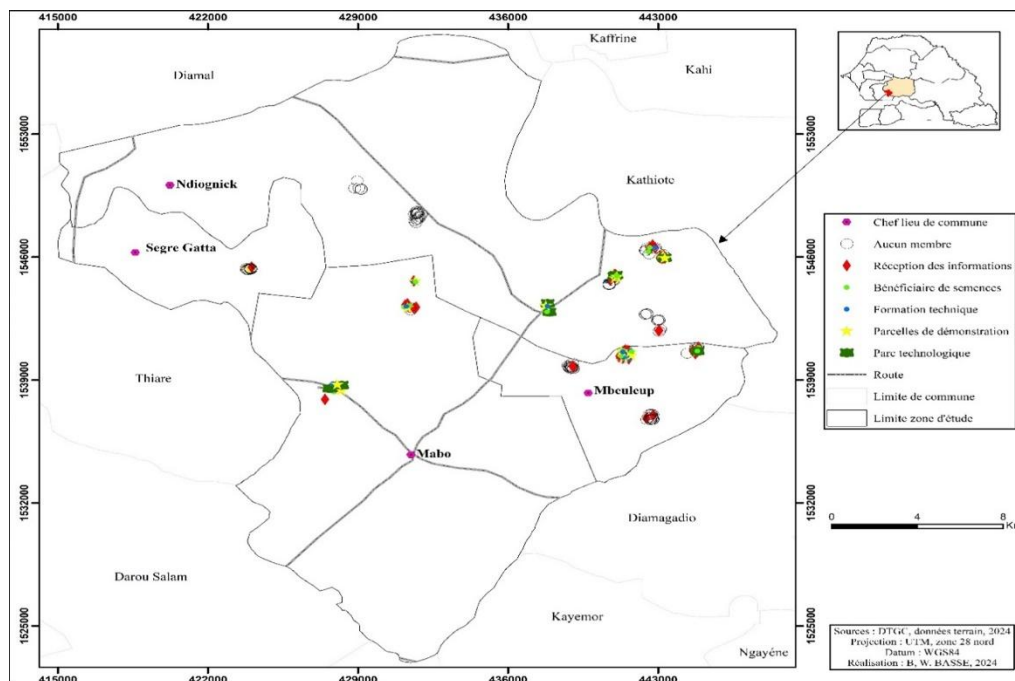 415000 422000 429000 436000 443000
Kaffrine
Diamal
Kahi
1553000 1553000
Kathiote
Ndiognick
Segre Gatta
1546000 1546000
Thiare
1539000 1539000
Mbeuleup
Mabo
1532000 1532000
Diamagadio
Darou Salam
Kayemor
1525000 1525000
Ngayéne
415000 422000 429000 436000 443000
Chef lieu de commune
Aucun membre
Réception des informations
Bénéficiaire de semences
Formation technique
Parcelles de démonstration
Parc technologique
Route
Limite de commune
Limite zone d'étude
0 4 8
Sources : DTGC, données terrain, 2024
Projection : UTM, zone 28 nord
Datum : WGS84
Réalisation : B, W. BASSE, 2024